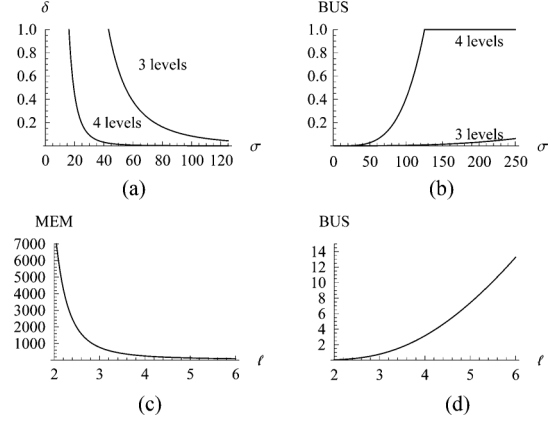 δ
1.0
0.8
0.6
0.4
0.2
3 levels
4 levels
0 20 40 60 80 100 120 σ
(a)
BUS
1.0
0.8
0.6
0.4
0.2
4 levels
3 levels
0 50 100 150 200 250 σ
(b)
MEM
7000
6000
5000
4000
3000
2000
1000
2 3 4 5 6 ℓ
(c)
BUS
14
12
10
8
6
4
2
2 3 4 5 6 ℓ
(d)